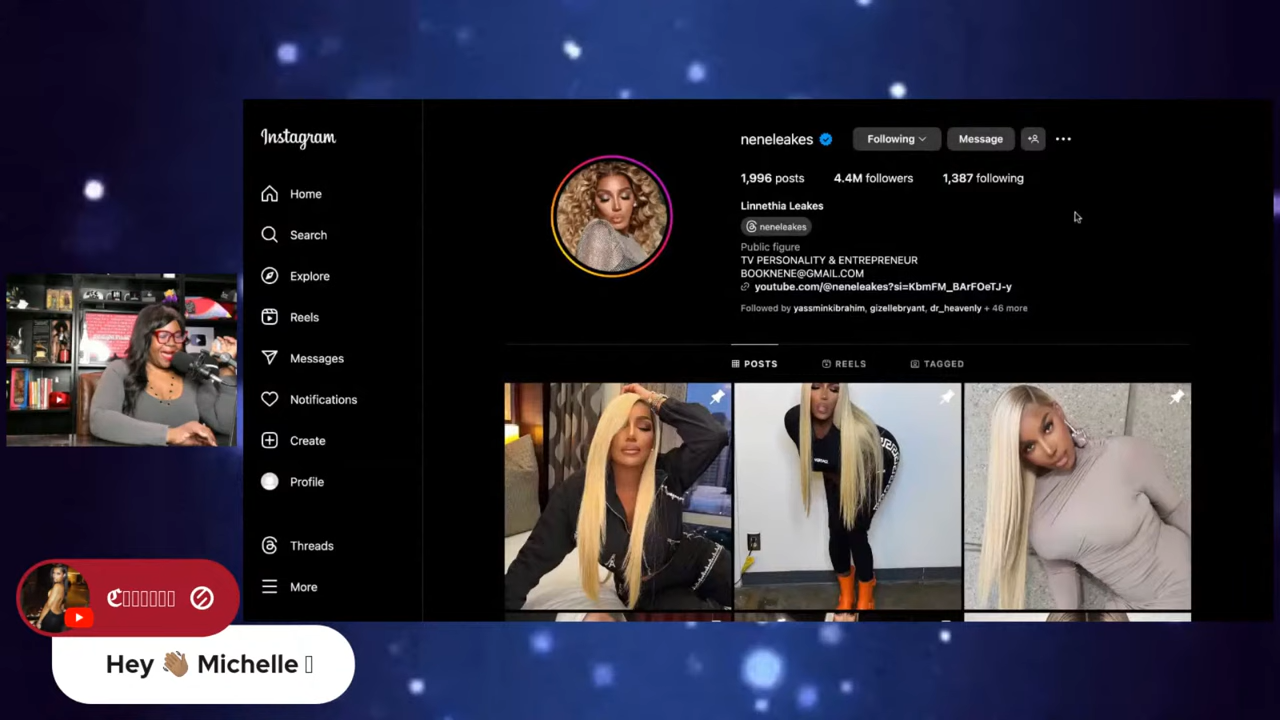 Instagram
Home
Search
Explore
Reels
Messages
Notifications
Create
Profile
Threads
More
neneleakes
Following
Message
1,996 posts 4.4M followers 1,387 following
Linnethia Leakes
neneleakes
Public figure
TV PERSONALITY & ENTREPRENEUR
BOOKNENE@GMAIL.COM
youtube.com/@neneleakes?si=KbmFM_BArFOeTJ-y
Followed by yassminkibrahim, gizellebryant, dr_heavenly + 46 more
POSTS REELS TAGGED
Hey 👋🏽 Michelle